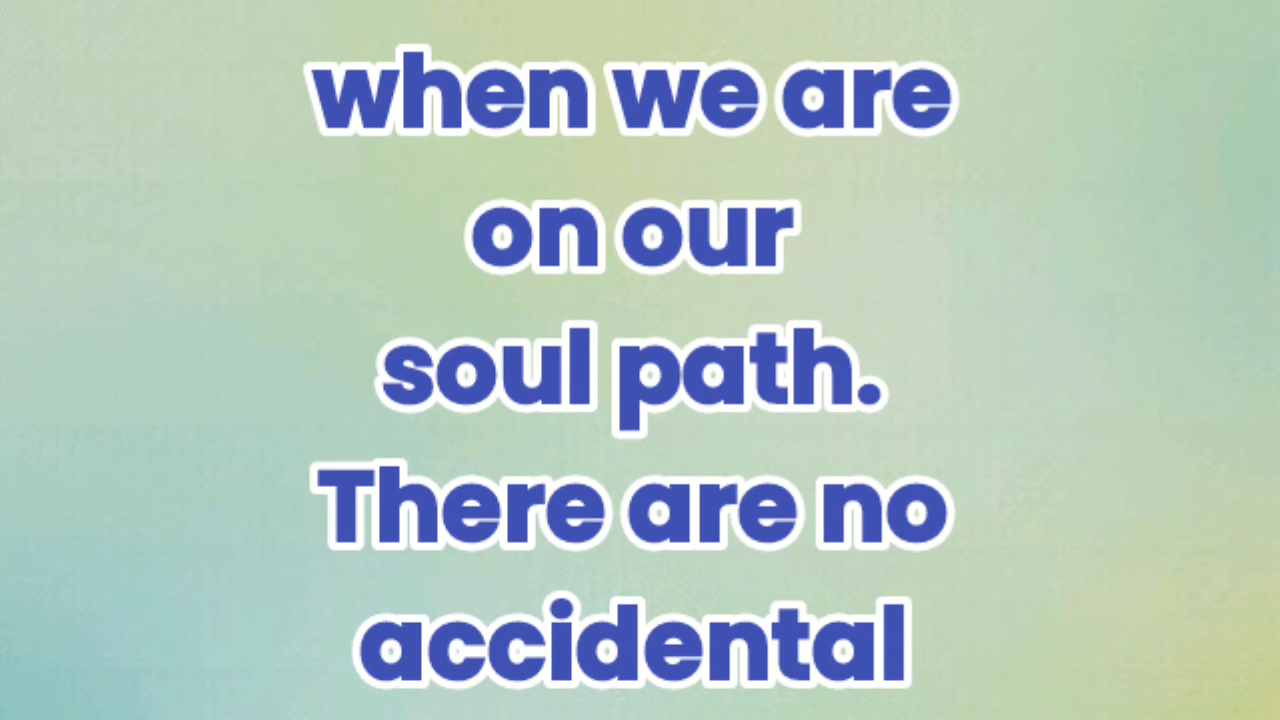 when we are
on our
soul path.
There are no
accidental